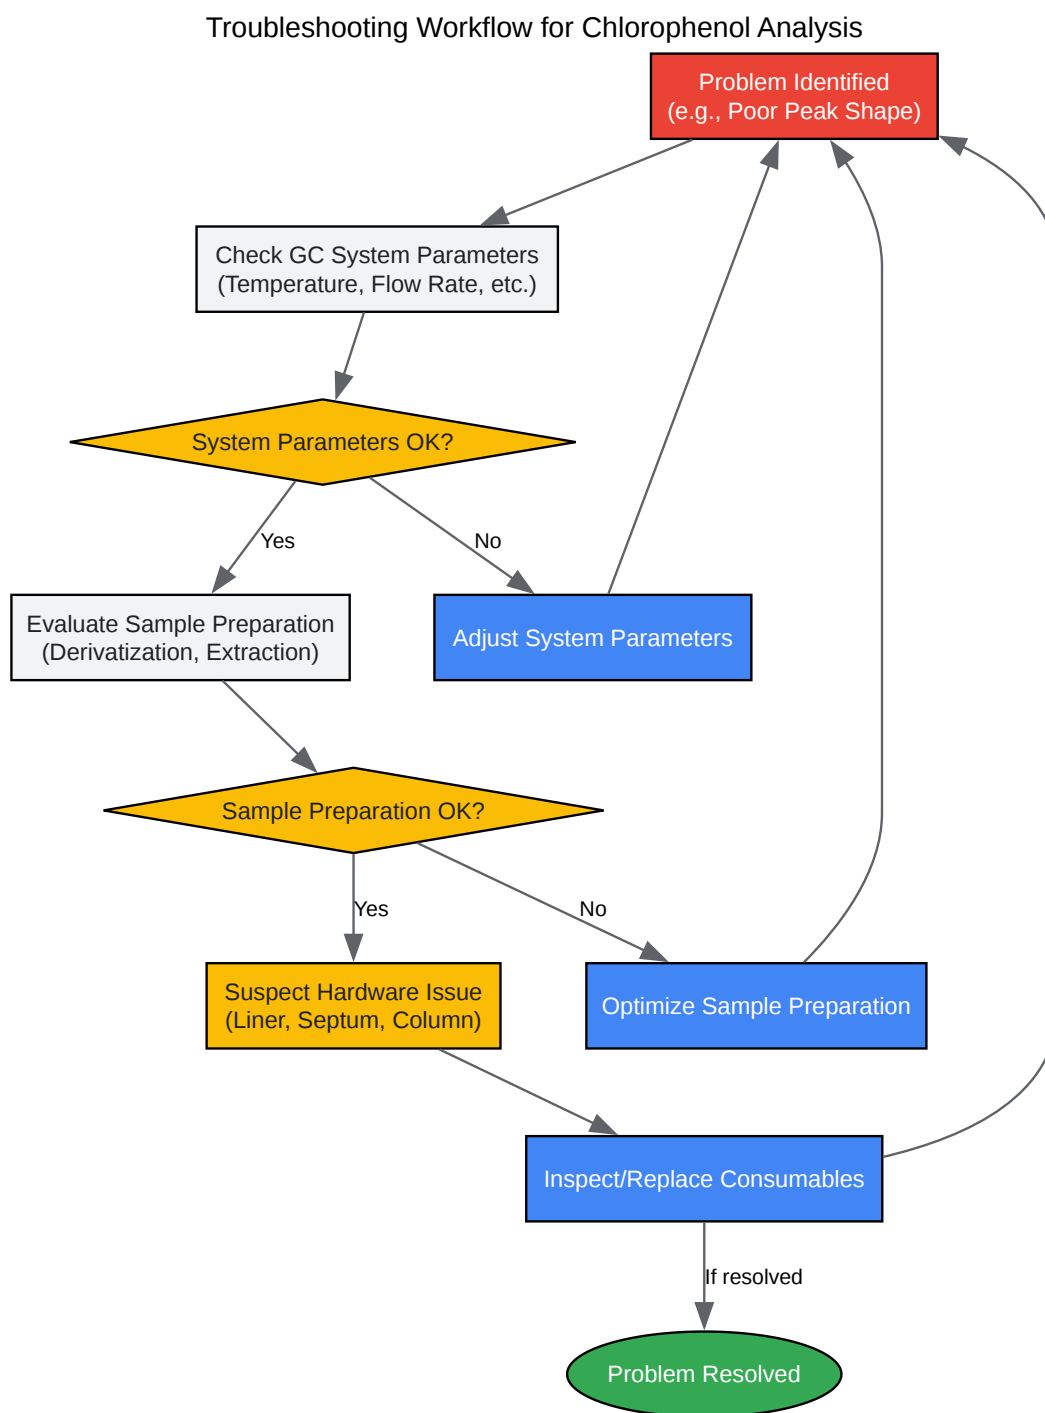 Troubleshooting Workflow for Chlorophenol Analysis
Problem Identified
(e.g., Poor Peak Shape)
Check GC System Parameters
(Temperature, Flow Rate, etc.)
System Parameters OK?
Yes
No
Evaluate Sample Preparation
(Derivatization, Extraction)
Adjust System Parameters
Sample Preparation OK?
Yes
No
Suspect Hardware Issue
(Liner, Septum, Column)
Optimize Sample Preparation
Inspect/Replace Consumables
If resolved
Problem Resolved